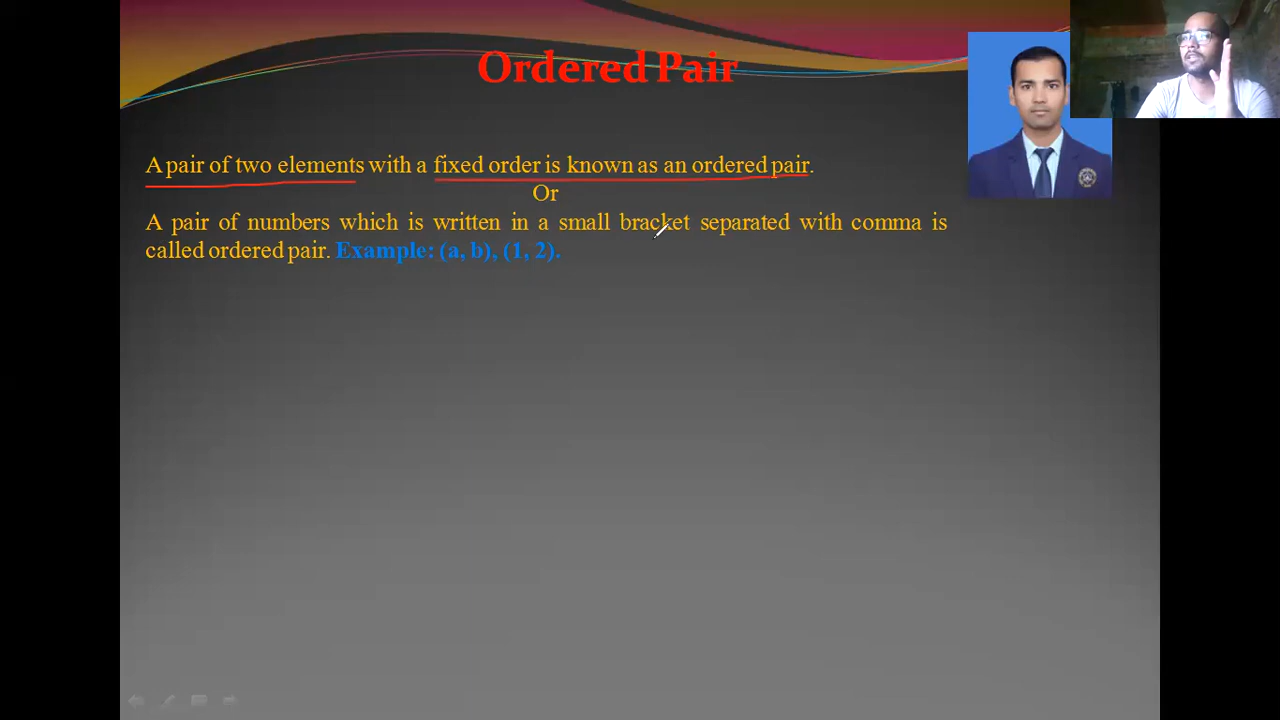 Ordered Pair
A pair of two elements with a fixed order is known as an ordered pair.
Or
A pair of numbers which is written in a small bracket separated with comma is
called ordered pair. Example: (a, b), (1, 2).